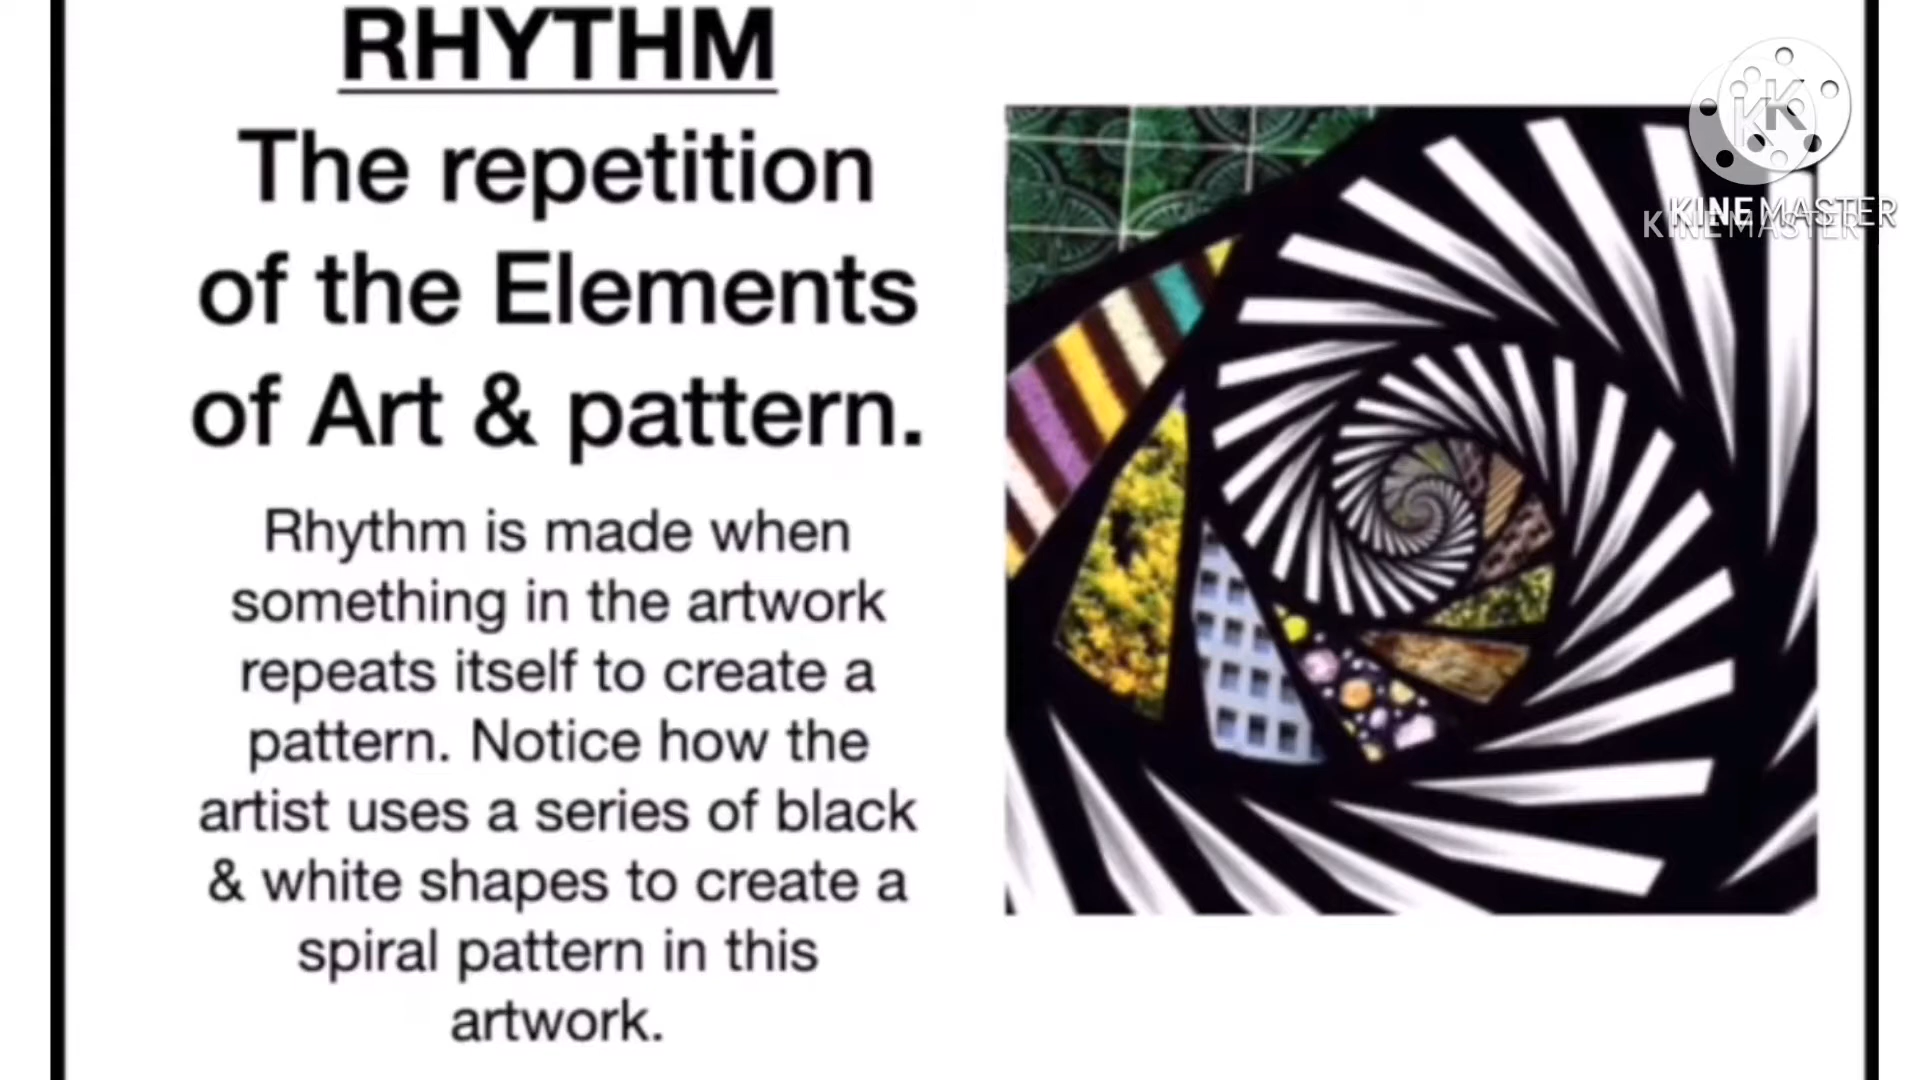 RHYTHM
The repetition
of the Elements
of Art & pattern.
Rhythm is made when
something in the artwork
repeats itself to create a
pattern. Notice how the
artist uses a series of black
& white shapes to create a
spiral pattern in this
artwork.
K
K
KINEMASTER
KINEMASTER